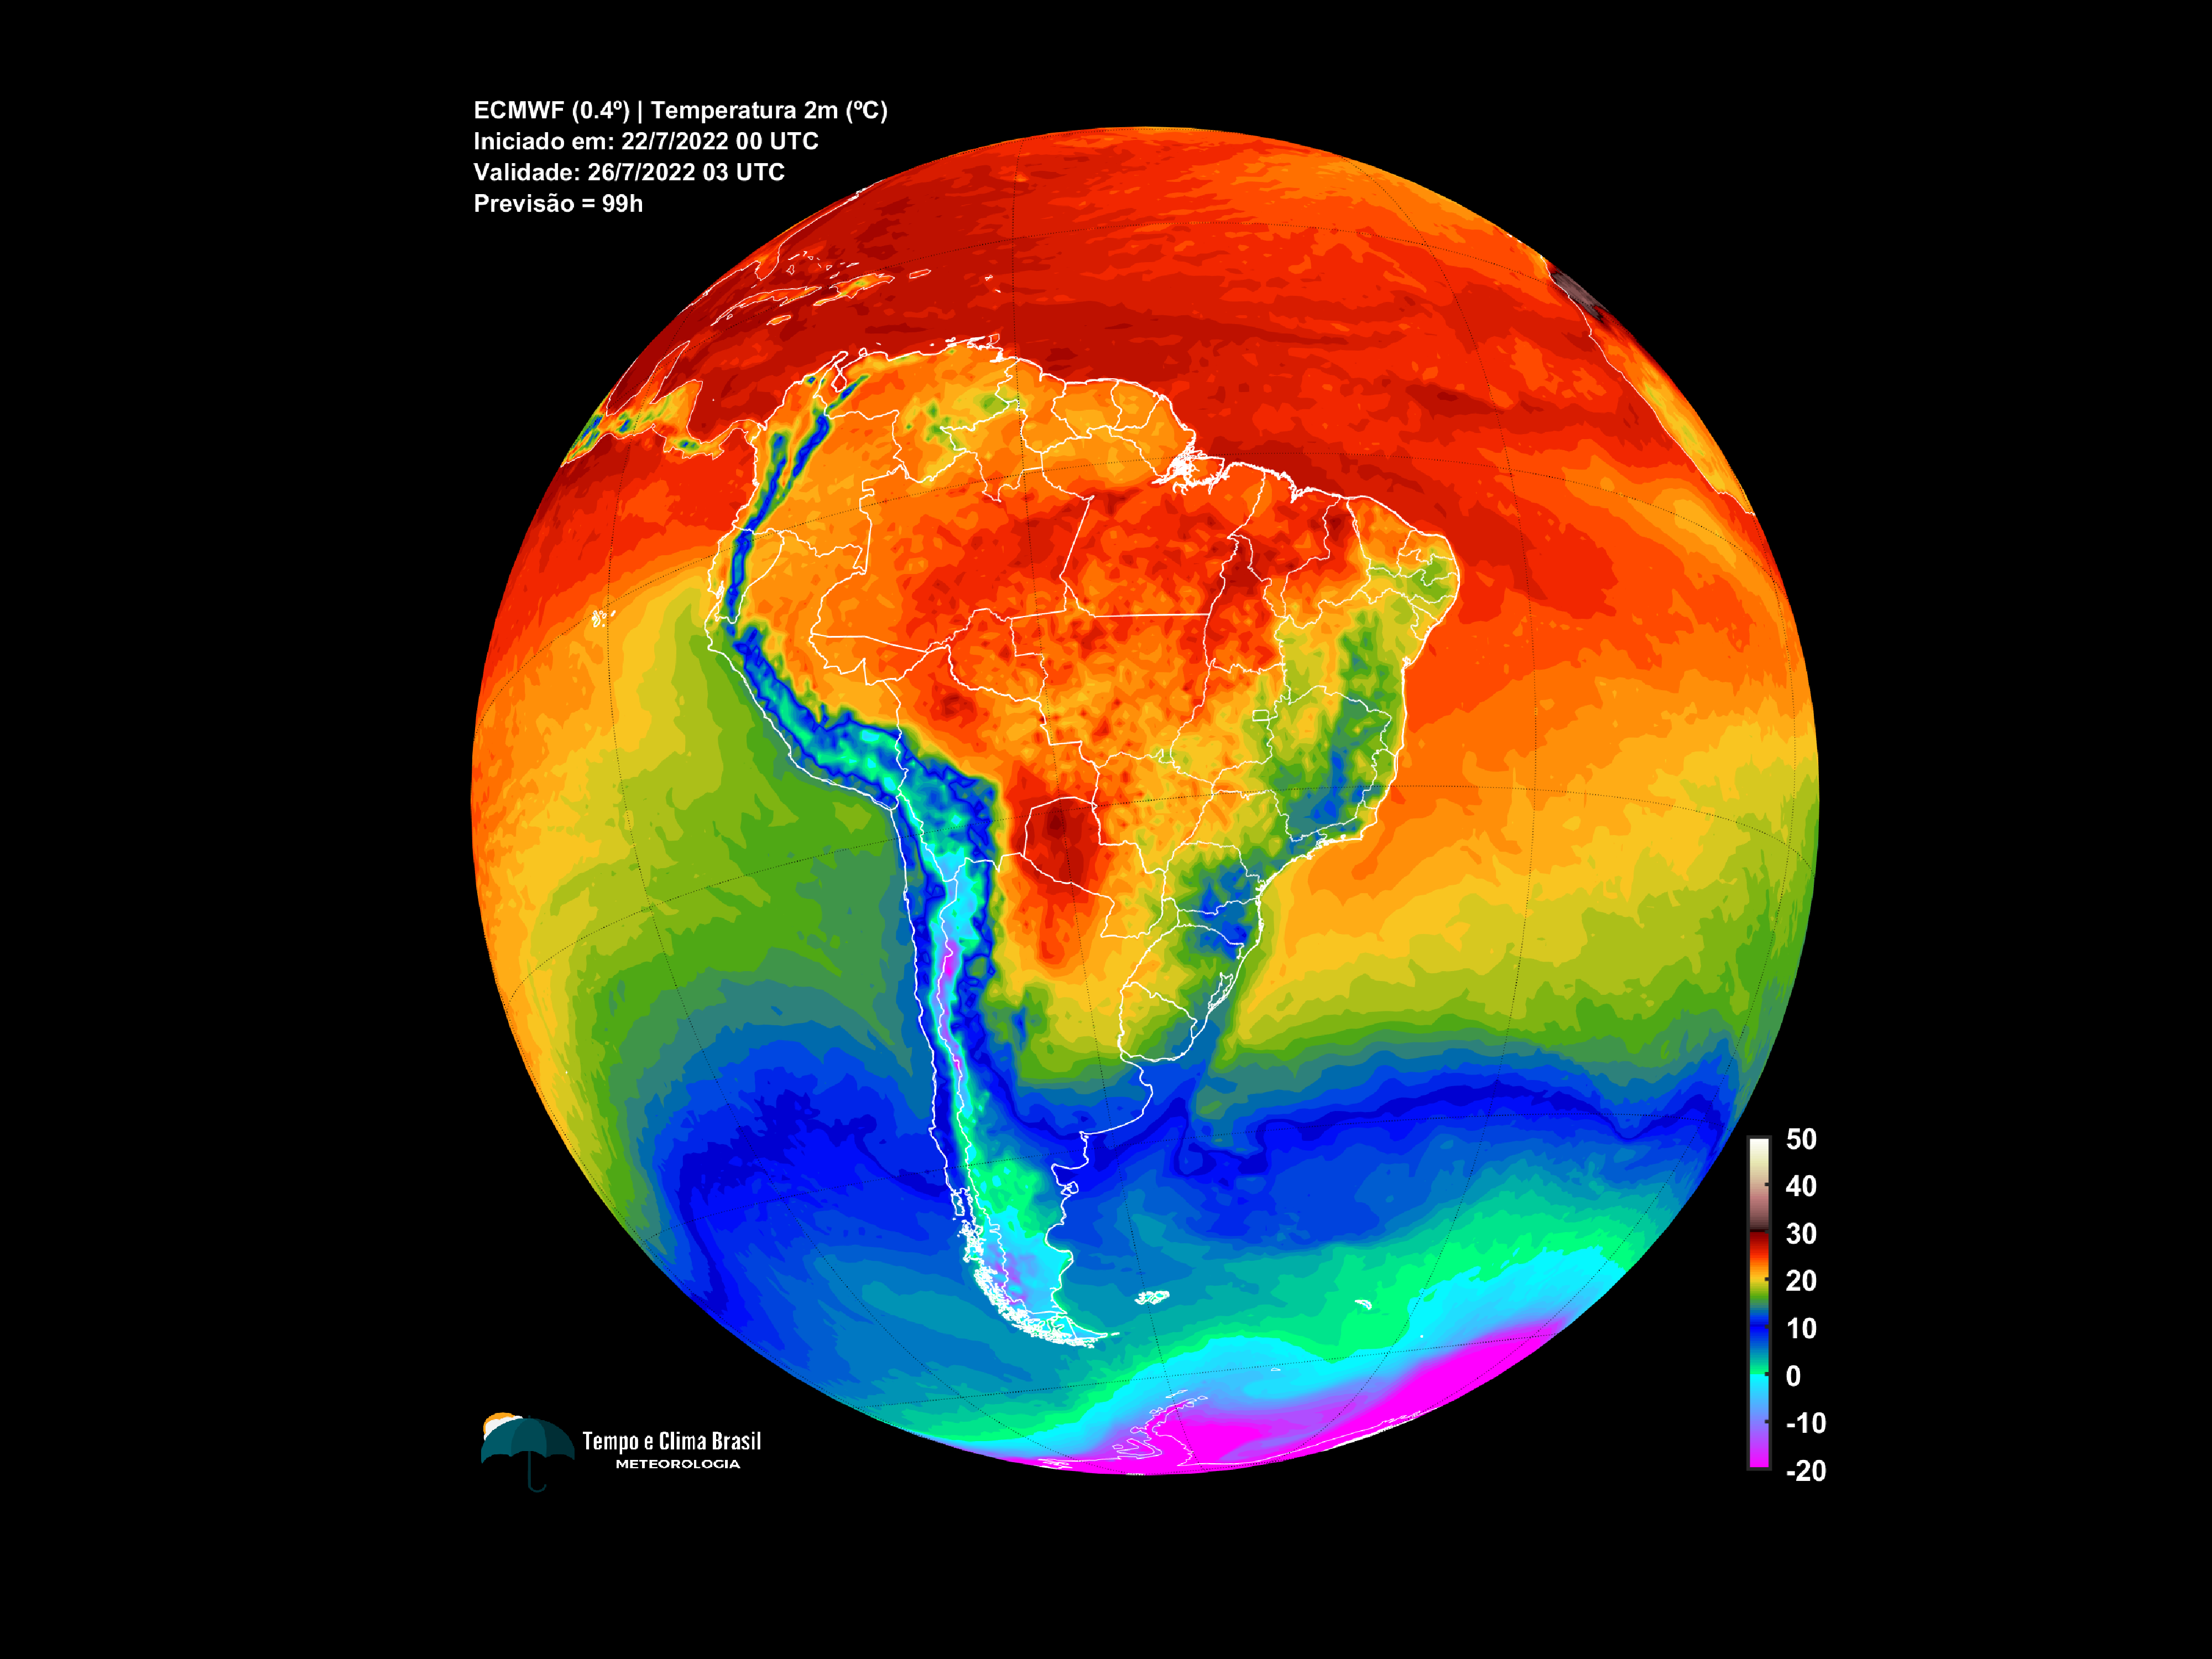 ECMWF (0.4º) | Temperatura 2m (ºC)
Iniciado em: 22/7/2022 00 UTC
Validade: 26/7/2022 03 UTC
Previsão = 99h
50
40
30
20
10
0
-10
-20
Tempo e Clima Brasil
METEOROLOGIA